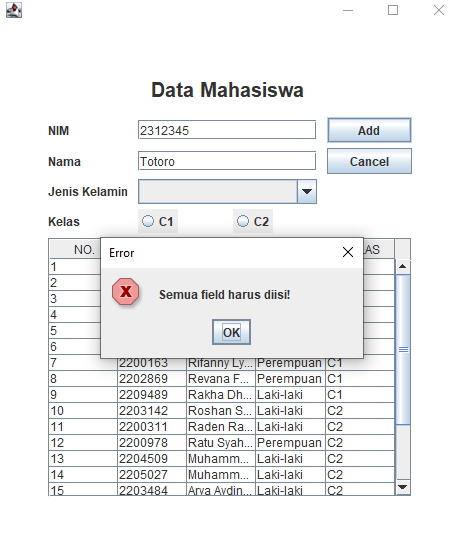 Data Mahasiswa
NIM 2312345 Add
Nama Totoro Cancel
Jenis Kelamin
Kelas C1 C2
NO. LAS
Error
Semua field harus diisi!
OK
1
2
3
4
5
6
7 2200163 Rifanny Ly... Perempuan C1
8 2202869 Revana F... Perempuan C1
9 2209489 Rakha Dh... Laki-laki C1
10 2203142 Roshan S... Laki-laki C2
11 2200311 Raden Ra... Laki-laki C2
12 2200978 Ratu Syah... Perempuan C2
13 2204509 Muhamm... Laki-laki C2
14 2205027 Muhamm... Laki-laki C2
15 2203484 Arya Aydin... Laki-laki C2